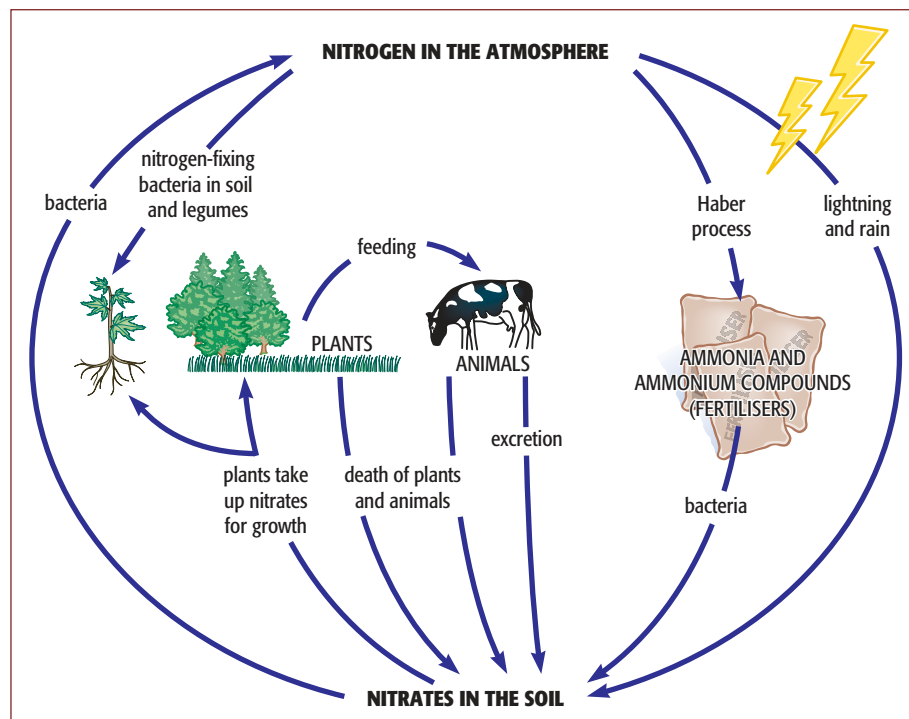 NITROGEN IN THE ATMOSPHERE
nitrogen-fixing
bacteria in soil
and legumes
bacteria
feeding
Haber
process
lightning
and rain
PLANTS
ANIMALS
AMMONIA AND
AMMONIUM COMPOUNDS
(FERTILISERS)
excretion
plants take
up nitrates
for growth
death of plants
and animals
bacteria
NITRATES IN THE SOIL